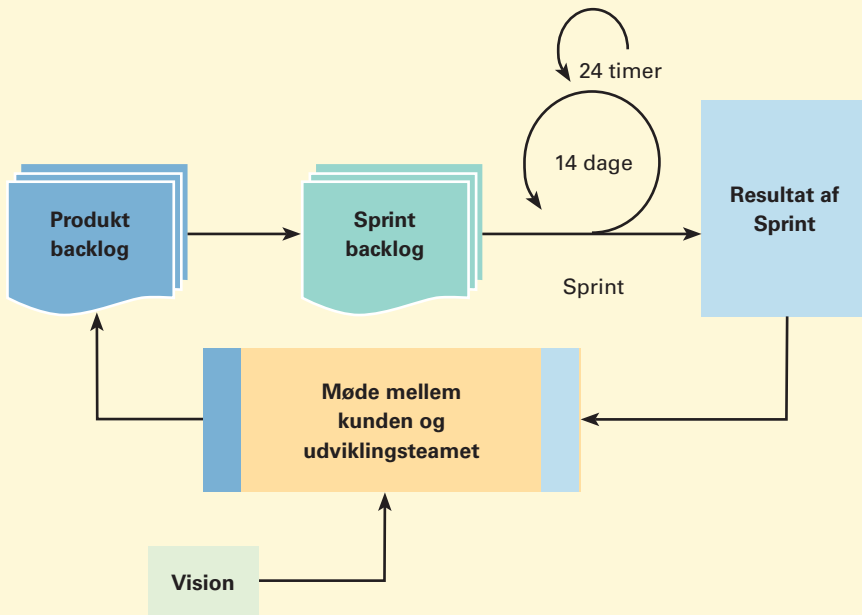 24 timer
14 dage
Produkt
backlog
Sprint
backlog
Resultat af
Sprint
Sprint
Møde mellem
kunden og
udviklingsteamet
Vision